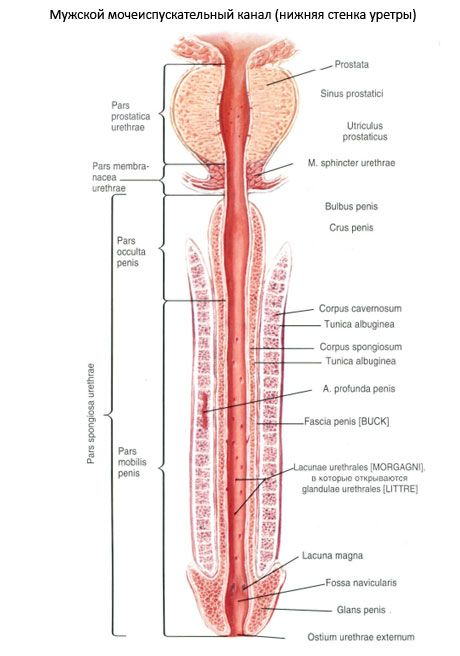 Мужской мочеиспускательный канал (нижняя стенка уретры)
Prostata
Sinus prostatici
Utriculus
prostaticus
M. sphincter urethrae
Bulbus penis
Crus penis
Corpus cavernosum
Tunica albuginea
Corpus spongiosum
Tunica albuginea
A. profunda penis
Fascia penis [BUCK]
Lacunae urethrales [MORGAGNI],
в которые открываются
glandulae urethrales [LITTRE]
Lacuna magna
Fossa navicularis
Glans penis
Ostium urethrae externum
Pars
prostatica
urethrae
Pars membra-
nacea
urethrae
Pars
occulta
penis
Pars spongiosa urethrae
Pars
mobilis
penis